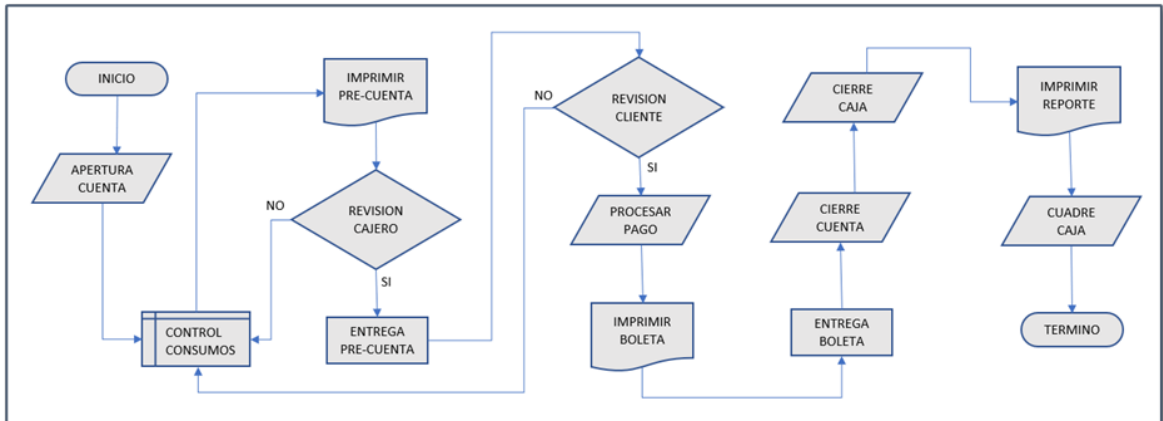 INICIO
APERTURA
CUENTA
CONTROL
CONSUMOS
IMPRIMIR
PRE-CUENTA
REVISION
CAJERO
NO
SI
ENTREGA
PRE-CUENTA
REVISION
CLIENTE
NO
SI
PROCESAR
PAGO
IMPRIMIR
BOLETA
ENTREGA
BOLETA
CIERRE
CUENTA
CIERRE
CAJA
IMPRIMIR
REPORTE
CUADRE
CAJA
TERMINO